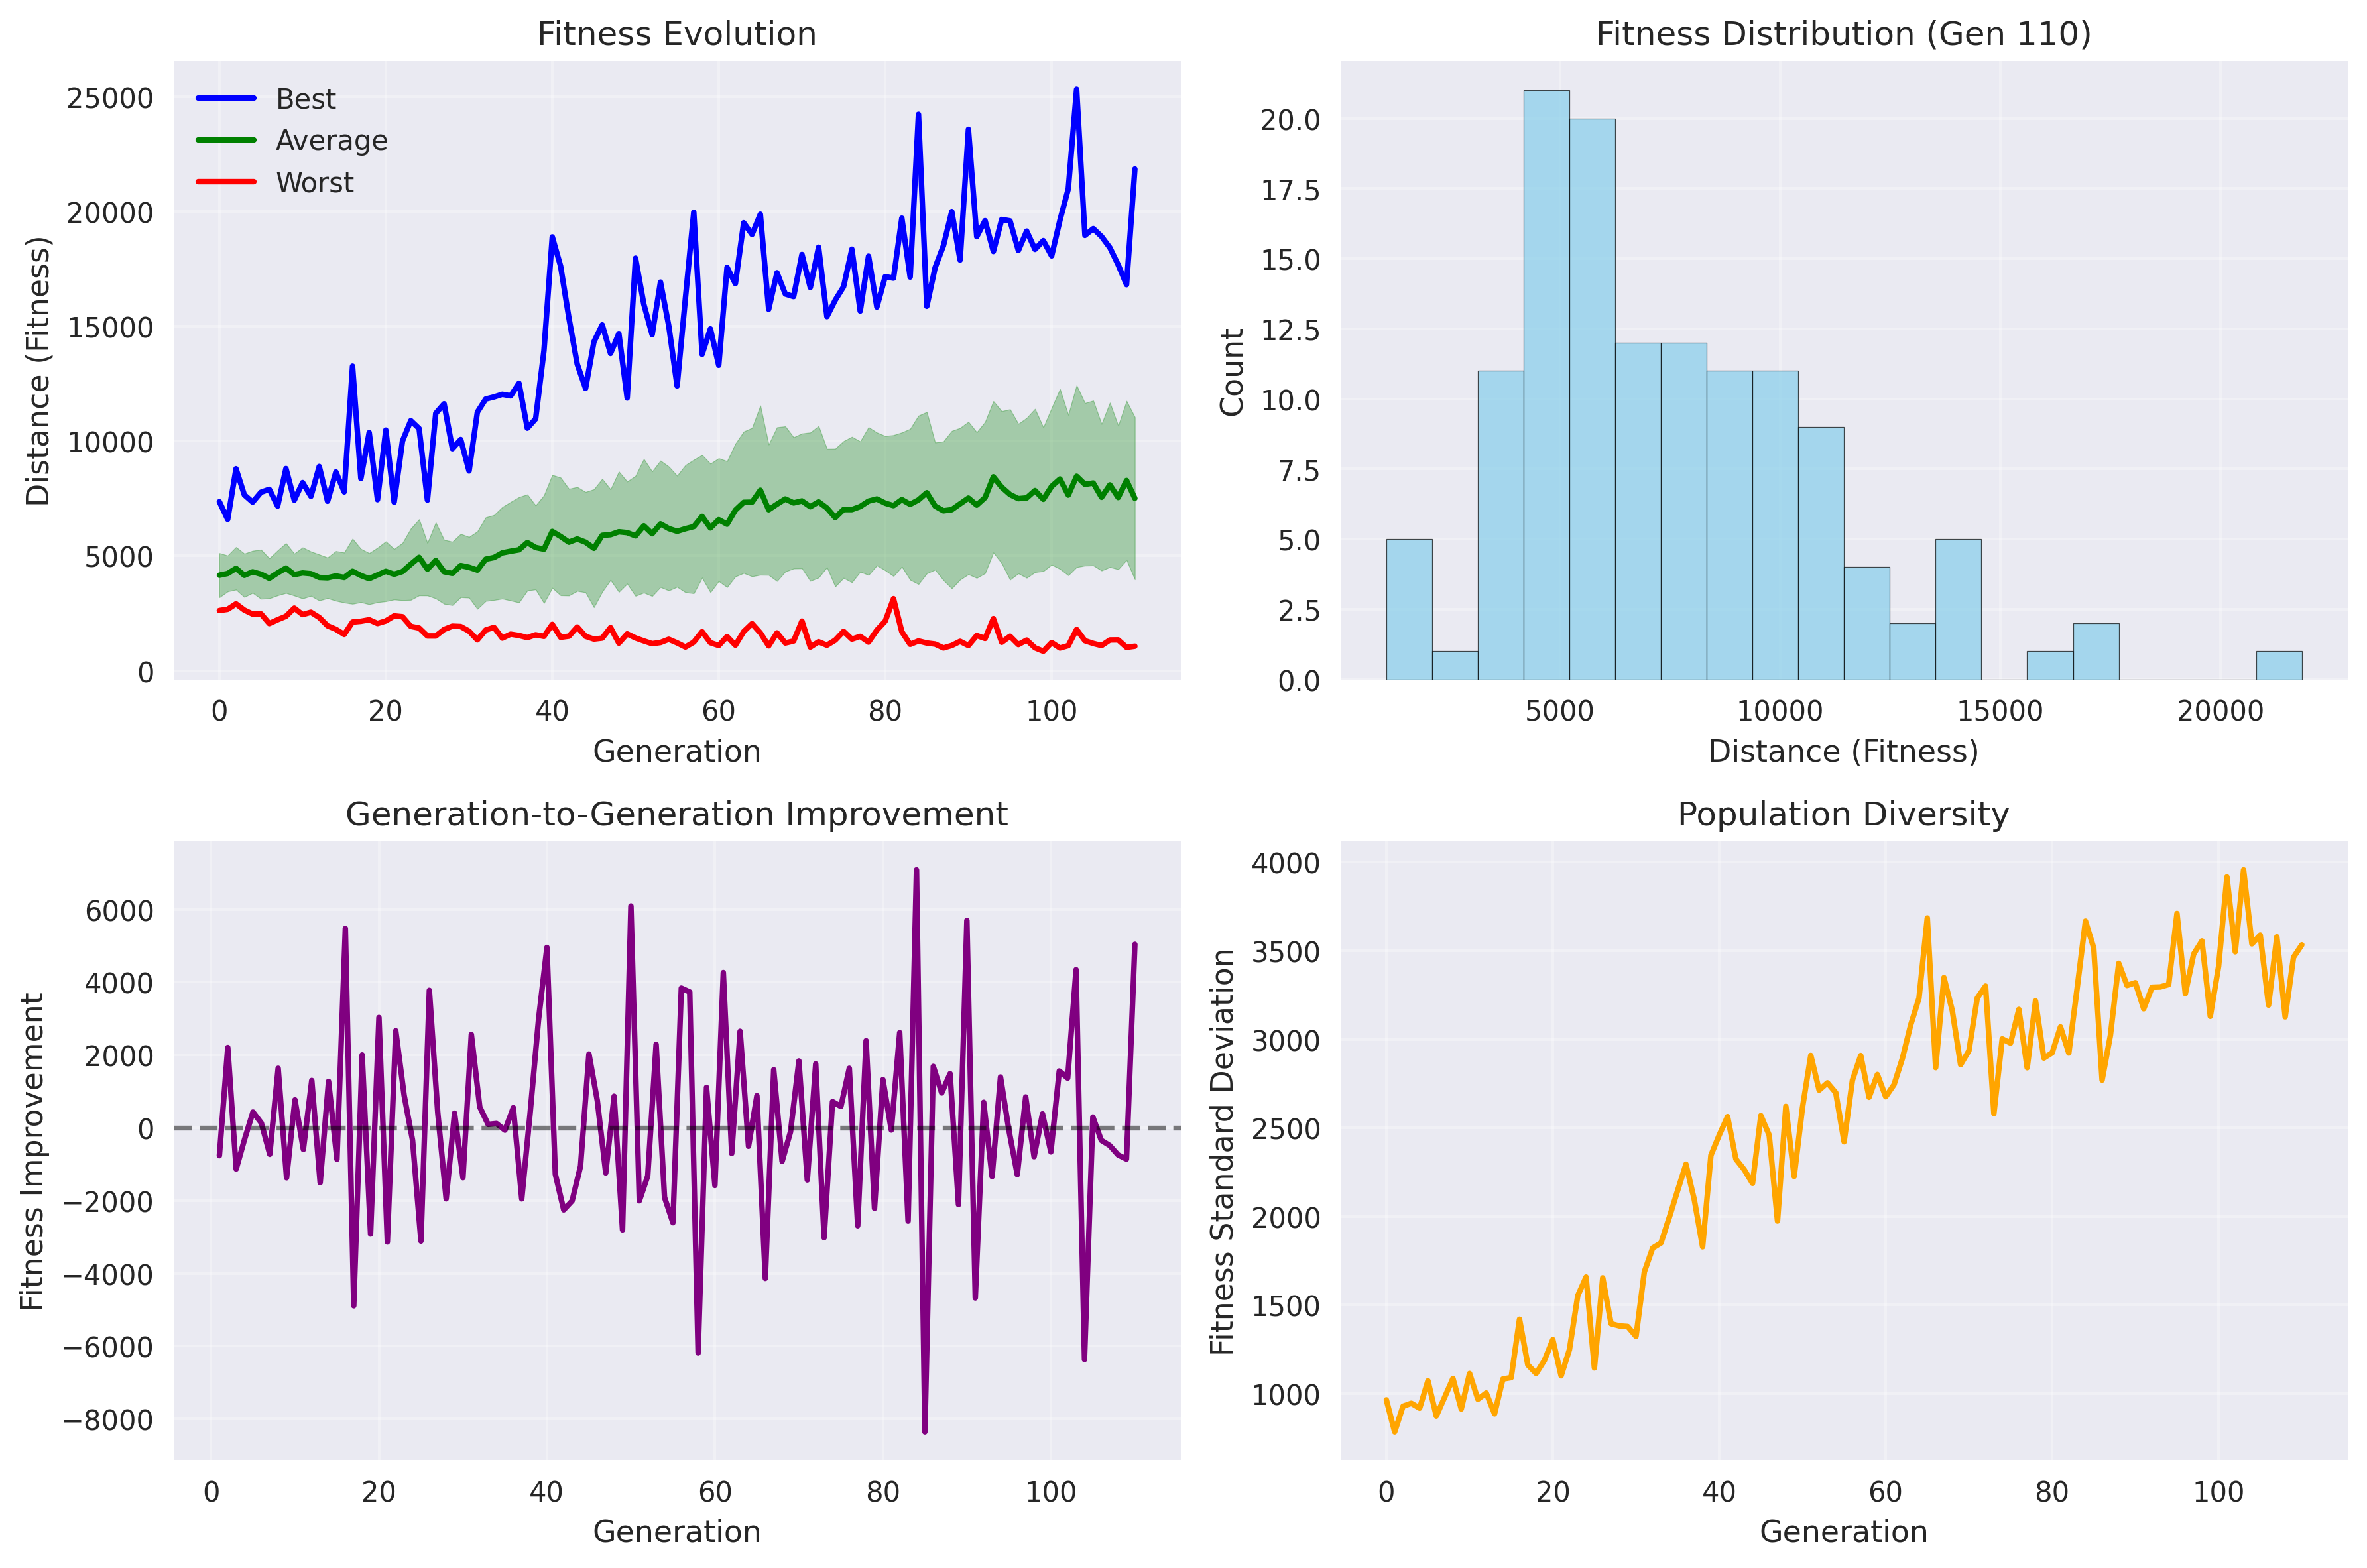 Fitness Evolution
Distance (Fitness)
25000
20000
15000
10000
5000
0
Best
Average
Worst
0 20 40 60 80 100
Generation
Fitness Distribution (Gen 110)
Count
20.0
17.5
15.0
12.5
10.0
7.5
5.0
2.5
0.0
5000 10000 15000 20000
Distance (Fitness)
Generation-to-Generation Improvement
Fitness Improvement
6000
4000
2000
0
−2000
−4000
−6000
−8000
0 20 40 60 80 100
Generation
Population Diversity
Fitness Standard Deviation
4000
3500
3000
2500
2000
1500
1000
0 20 40 60 80 100
Generation